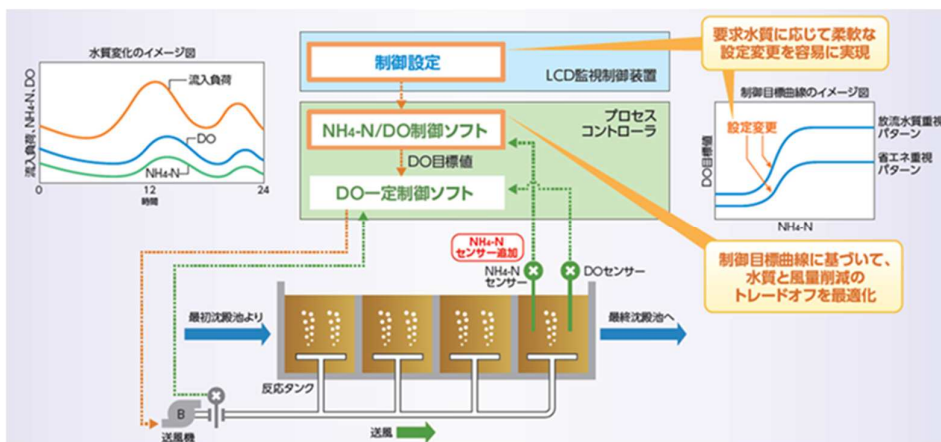 水質変化のイメージ図
流入負荷、NH₄-N、DO
流入負荷
DO
NH₄-N
0
12
24
時間
制御設定
LCD監視制御装置
プロセス
コントローラ
NH₄-N/DO制御ソフト
DO目標値
DO一定制御ソフト
要求水質に応じて柔軟な
設定変更を容易に実現
制御目標曲線のイメージ図
DO目標値
設定変更
放流水質重視
パターン
省エネ重視
パターン
NH₄-N
制御目標曲線に基づいて、
水質と風量削減の
トレードオフを最適化
NH₄-N
センサー追加
NH₄-N
センサー
DOセンサー
最初沈殿池より
最終沈殿池へ
反応タンク
B
送風機
送風